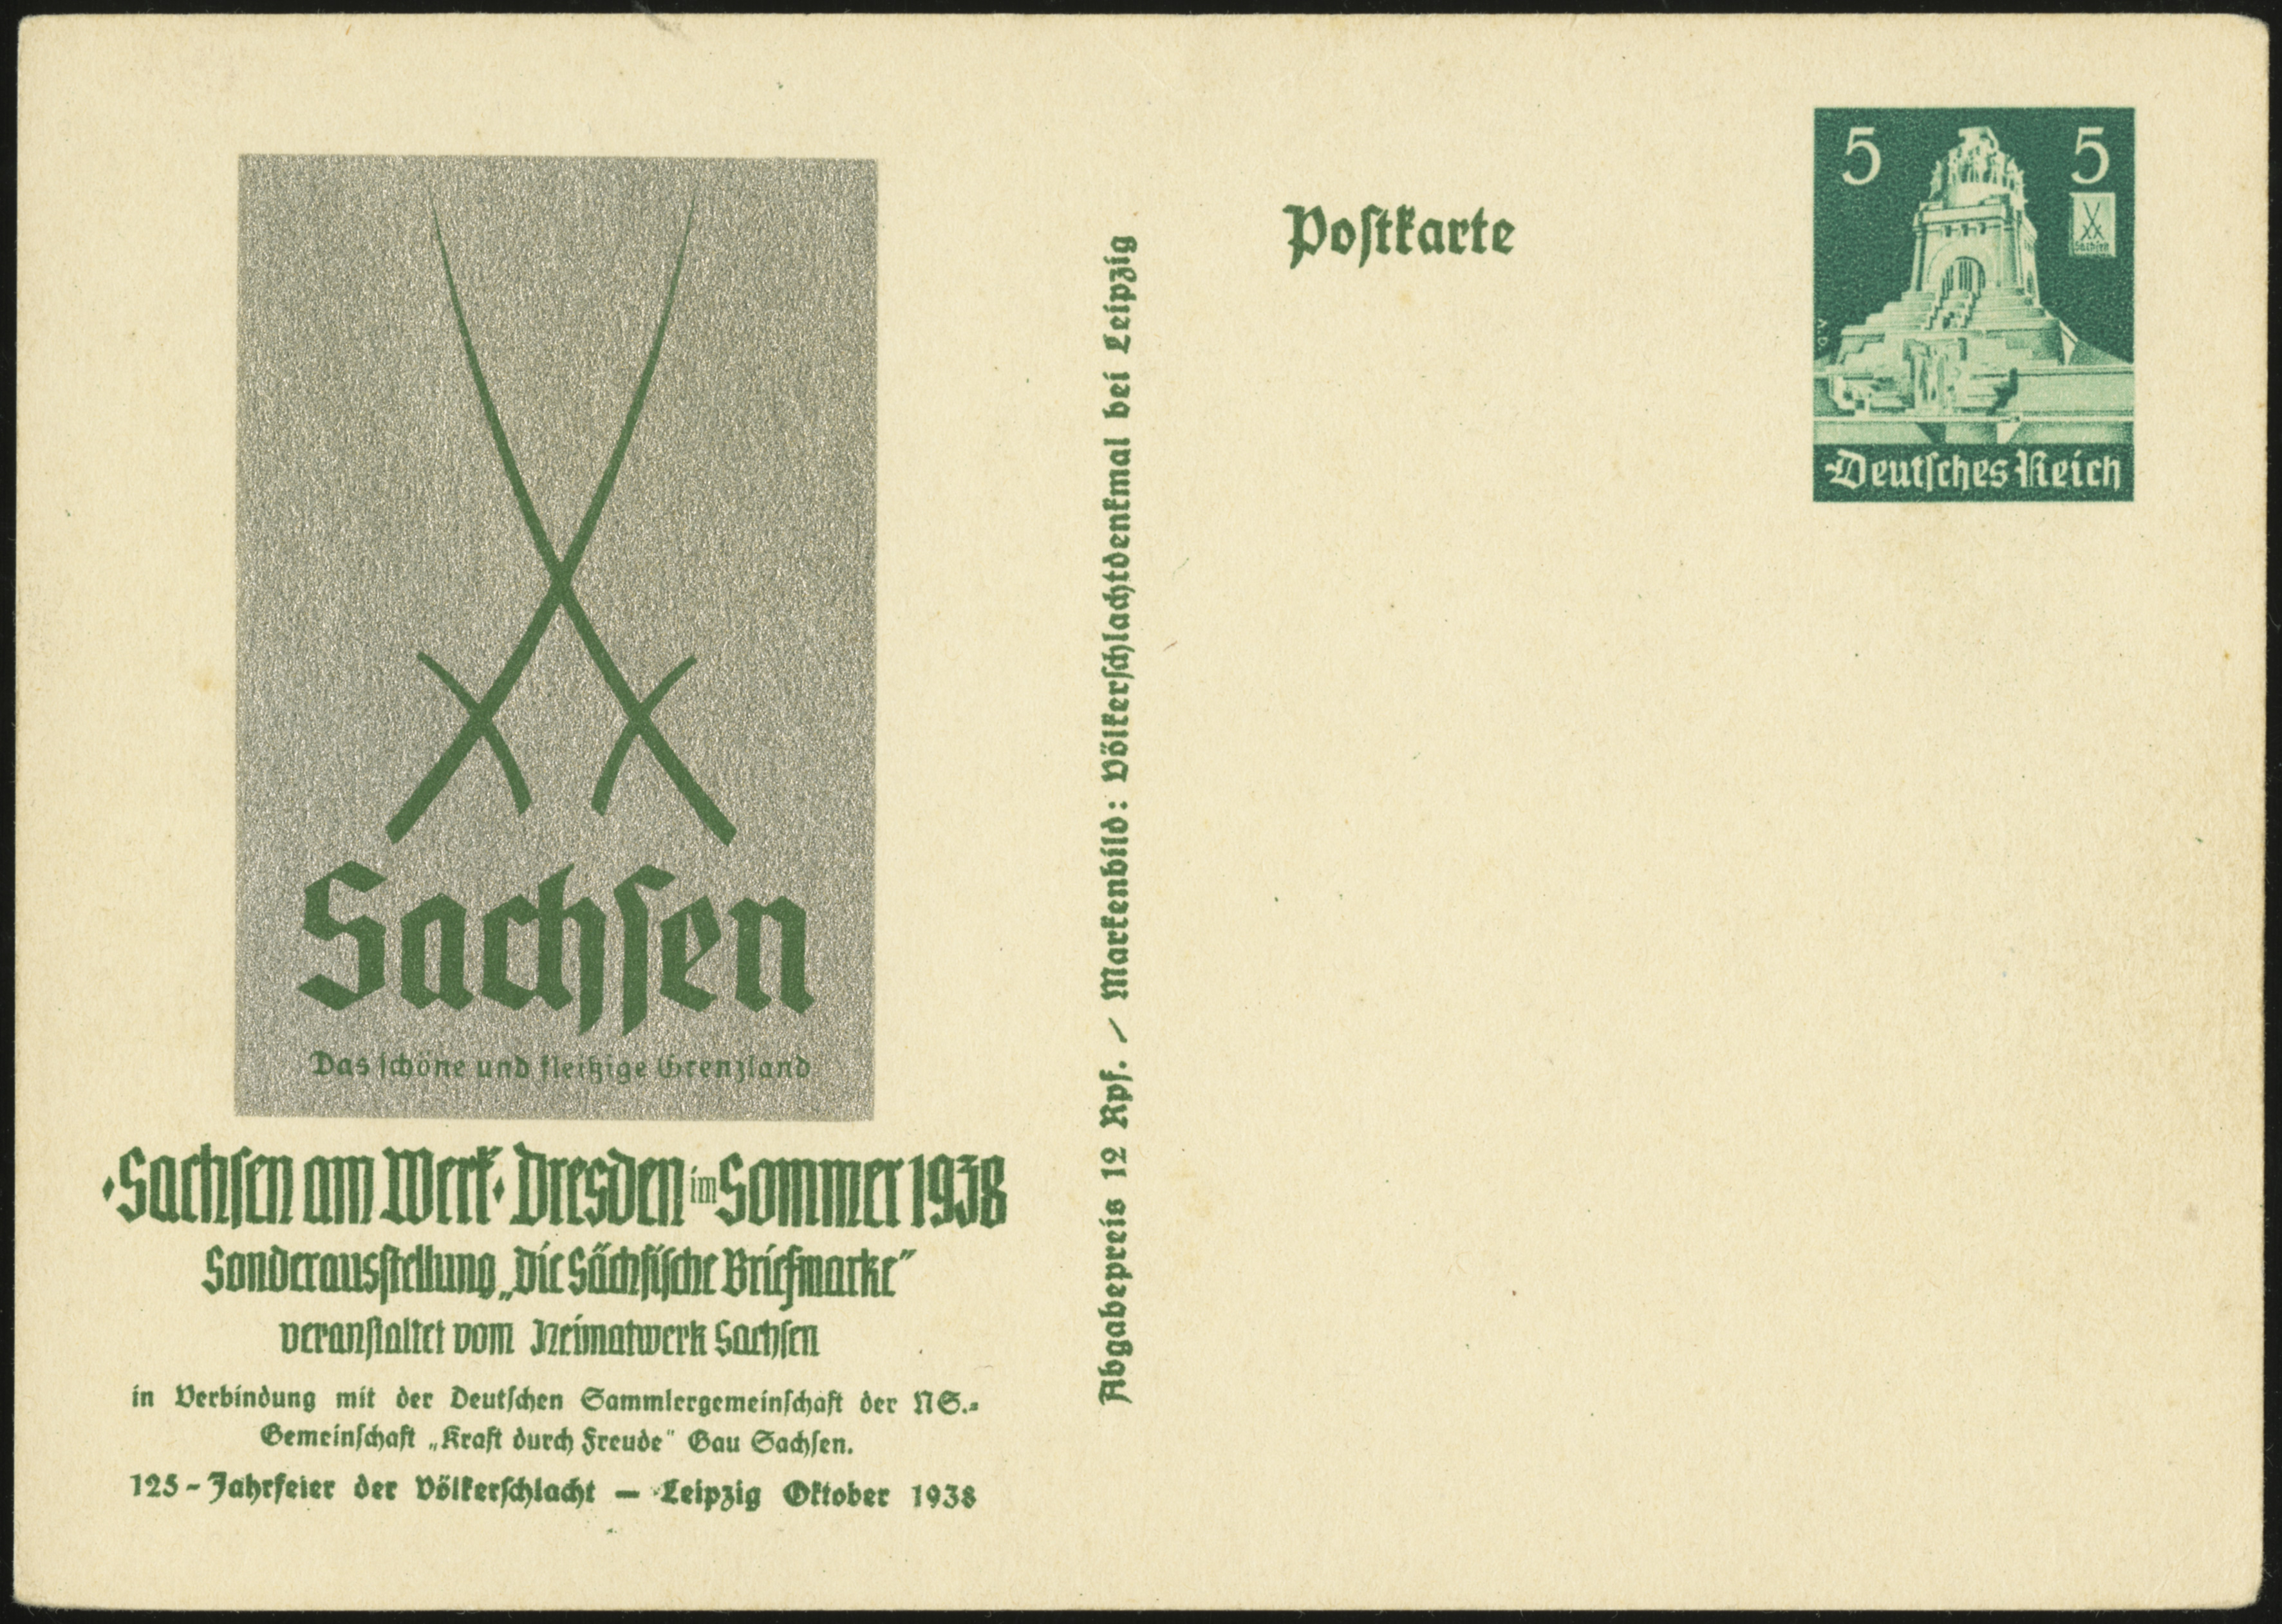 Sachsen
Das schöne und fleißige Grenzland
·Sachsen am Werk· Dresden im Sommer 1938
Sonderausstellung „Die Sächsische Briefmarke“
veranstaltet vom Heimatwerk Sachsen
in Verbindung mit der Deutschen Sammlergemeinschaft der NS.-
Gemeinschaft „Kraft durch Freude“ Gau Sachsen.
125-Jahrfeier der Völkerschlacht — Leipzig Oktober 1938
Abgabepreis 12 Rpf. / Markenbild: Völkerschlachtdenkmal bei Leipzig
Postkarte
5 5
Sachsen
A.D.
Deutsches Reich